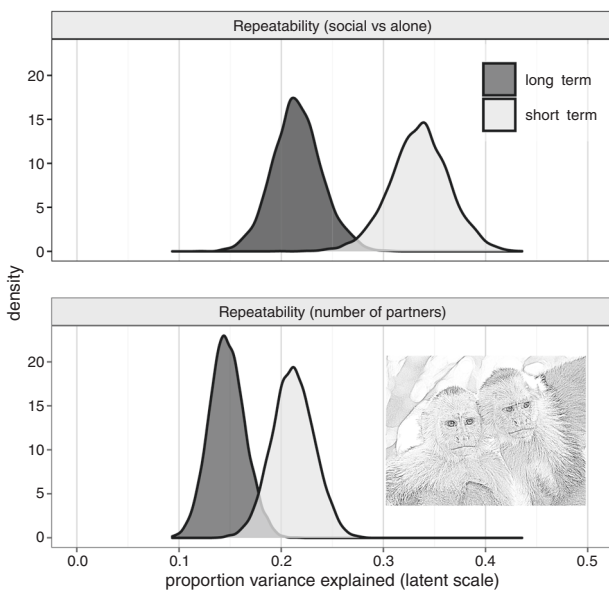 Repeatability (social vs alone)
20
15
10
5
0
long term
short term
density
Repeatability (number of partners)
20
15
10
5
0
0.0 0.1 0.2 0.3 0.4 0.5
proportion variance explained (latent scale)